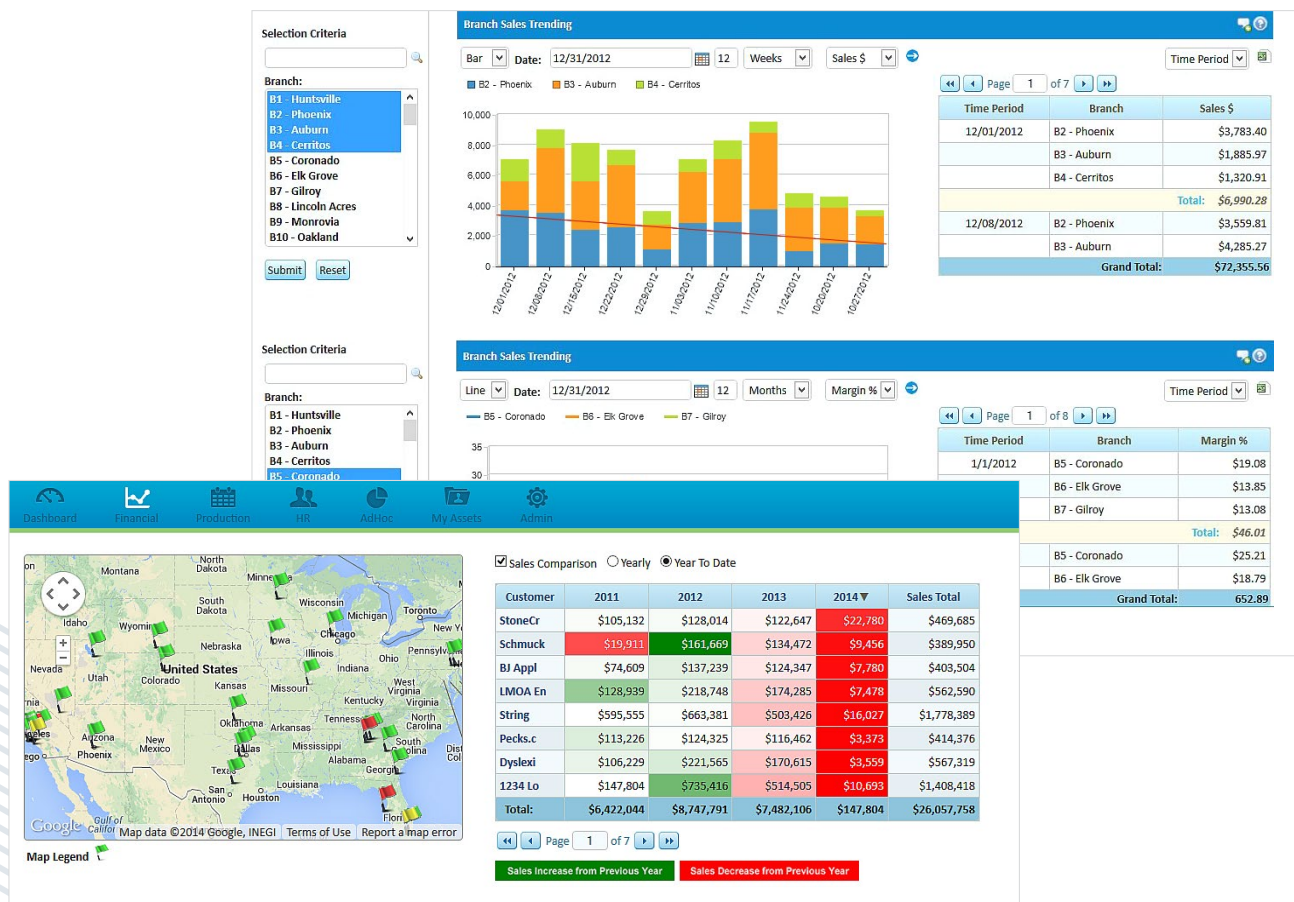 Selection Criteria
Branch:
B1 - Huntsville
B2 - Phoenix
B3 - Auburn
B4 - Cerritos
B5 - Coronado
B6 - Elk Grove
B7 - Gilroy
B8 - Lincoln Acres
B9 - Monrovia
B10 - Oakland
Submit Reset
Branch Sales Trending
Bar Date: 12/31/2012 12 Weeks Sales $
B2 - Phoenix B3 - Auburn B4 - Cerritos
10,000
8,000
6,000
4,000
2,000
0
12/01/2012 12/08/2012 12/15/2012 12/22/2012 12/29/2012 11/03/2012 11/10/2012 11/17/2012 11/24/2012 10/20/2012 10/27/2012
Time Period
Page 1 of 7
Time Period Branch Sales $
12/01/2012 B2 - Phoenix $3,783.40
B3 - Auburn $1,885.97
B4 - Cerritos $1,320.91
Total: $6,990.28
12/08/2012 B2 - Phoenix $3,559.81
B3 - Auburn $4,285.27
Grand Total: $72,355.56
Selection Criteria
Branch:
B1 - Huntsville
B2 - Phoenix
B3 - Auburn
B4 - Cerritos
B5 - Coronado
Branch Sales Trending
Line Date: 12/31/2012 12 Months Margin %
B5 - Coronado B6 - Elk Grove B7 - Gilroy
35
30
Time Period
Page 1 of 8
Time Period Branch Margin %
1/1/2012 B5 - Coronado $19.08
B6 - Elk Grove $13.85
B7 - Gilroy $13.08
Total: $46.01
B5 - Coronado $25.21
B6 - Elk Grove $18.79
Grand Total: 652.89
Dashboard Financial Production HR AdHoc My Assets Admin
Montana
North
Dakota
South
Dakota
Wisconsin
Michigan
Toronto
Idaho
Chicago
Nebraska
Illinois
Ohio
Indiana
Nevada
Utah
United States
Colorado
Kansas
Missouri
West
Virginia
Kentucky
Virginia
Oklahoma
Arkansas
North
Carolina
New
Mexico
Phoenix
Dallas
Mississippi
Alabama
South
San
Antonio
Houston
Louisiana
Gulf of
Google
Map data ©2014 Google, INEGI Terms of Use Report a map error
Map Legend
Sales Comparison Yearly Year To Date
Customer 2011 2012 2013 2014▼ Sales Total
StoneCr $105,132 $128,014 $122,647 $22,780 $469,685
Schmuck $19,911 $161,669 $134,472 $9,456 $389,950
BJ Appl $74,609 $137,239 $124,347 $7,780 $403,504
LMOA En $128,939 $218,748 $174,285 $7,478 $562,590
String $595,555 $663,381 $503,426 $16,027 $1,778,389
Pecks.c $113,226 $124,325 $116,462 $3,373 $414,376
Dyslexi $106,229 $221,565 $170,615 $3,559 $567,319
1234 Lo $147,804 $735,416 $514,505 $10,693 $1,408,418
Total: $6,422,044 $8,747,791 $7,482,106 $147,804 $26,057,758
Page 1 of 7
Sales Increase from Previous Year Sales Decrease from Previous Year